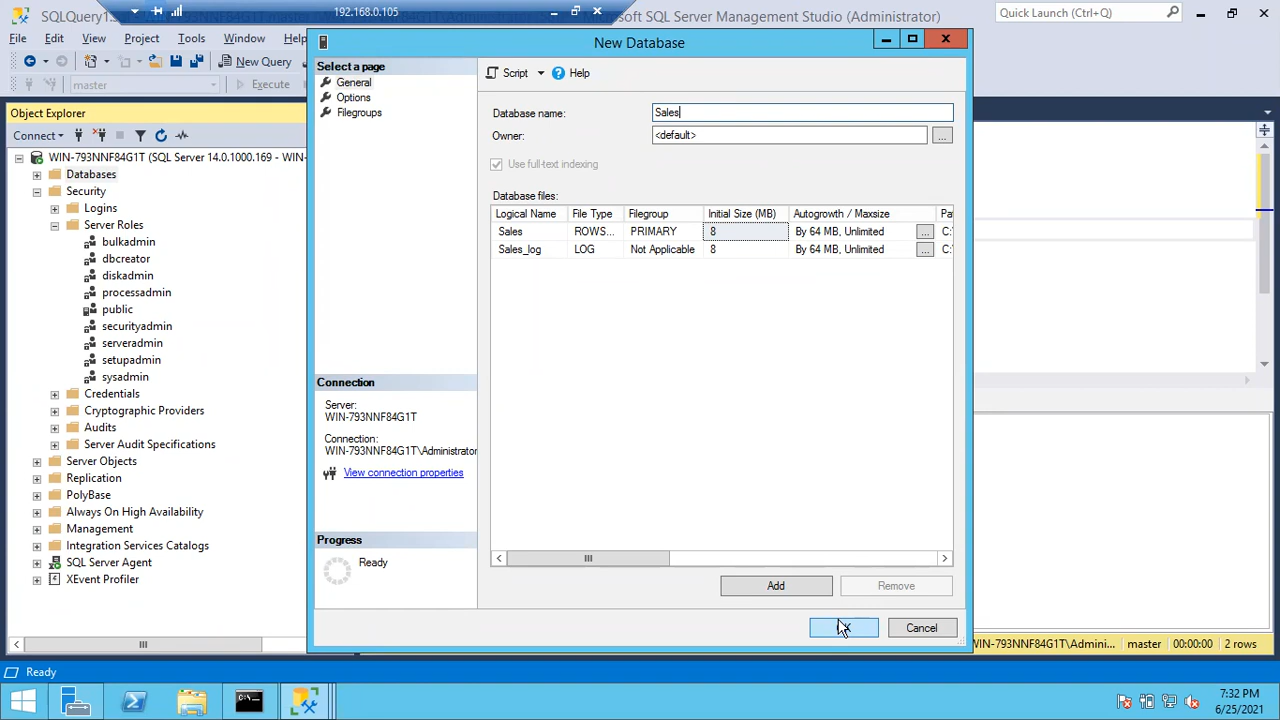 SQLQuery1
192.168.0.105
soft SQL Server Management Studio (Administrator)
Quick Launch (Ctrl+Q)
File Edit View Project Tools Window Help
New Query
New Database
master
Execute
Select a page
General
Options
Filegroups
Script
Help
Object Explorer
Connect
WIN-793NNF84G1T (SQL Server 14.0.1000.169 - WIN-
Databases
Security
Logins
Server Roles
bulkadmin
dbcreator
diskadmin
processadmin
public
securityadmin
serveradmin
setupadmin
sysadmin
Credentials
Cryptographic Providers
Audits
Server Audit Specifications
Server Objects
Replication
PolyBase
Always On High Availability
Management
Integration Services Catalogs
SQL Server Agent
XEvent Profiler
Database name: Sales
Owner: <default>
...
Use full-text indexing
Database files:
Logical Name File Type Filegroup Initial Size (MB) Autogrowth / Maxsize Pa
Sales ROWS... PRIMARY 8 By 64 MB, Unlimited ... C:\
Sales_log LOG Not Applicable 8 By 64 MB, Unlimited ... C:\
Connection
Server:
WIN-793NNF84G1T
Connection:
WIN-793NNF84G1T\Administrator
View connection properties
Progress
Ready
Add
Remove
Cancel
WIN-793NNF84G1T\Admini... master 00:00:00 2 rows
Ready
7:32 PM
6/25/2021